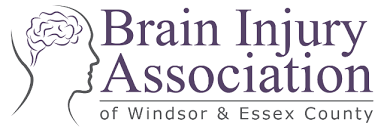 Brain Injury
Association
of Windsor & Essex County